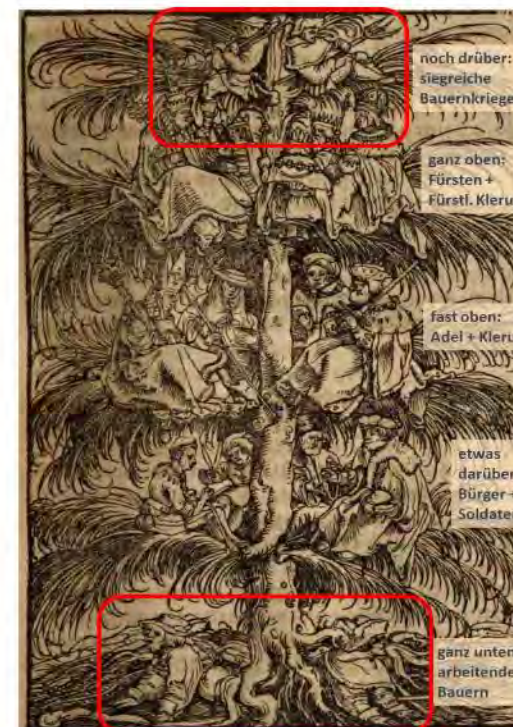 noch drüber:
siegreiche
Bauernkriege
ganz oben:
Fürsten +
Fürstl. Kleru
fast oben:
Adel + Kleru
etwas
darüber
Bürger
Soldate
ganz unten
arbeitende
Bauern